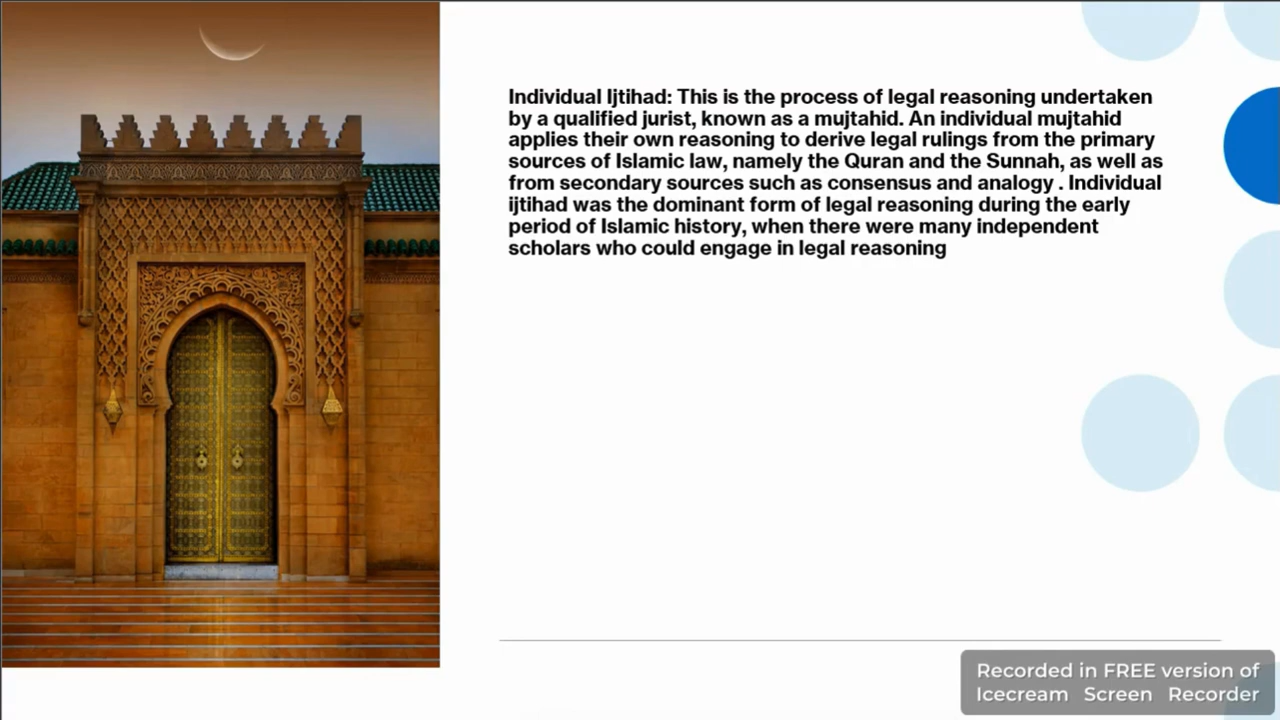 Individual Ijtihad: This is the process of legal reasoning undertaken
by a qualified jurist, known as a mujtahid. An individual mujtahid
applies their own reasoning to derive legal rulings from the primary
sources of Islamic law, namely the Quran and the Sunnah, as well as
from secondary sources such as consensus and analogy . Individual
ijtihad was the dominant form of legal reasoning during the early
period of Islamic history, when there were many independent
scholars who could engage in legal reasoning
Recorded in FREE version of
Icecream Screen Recorder